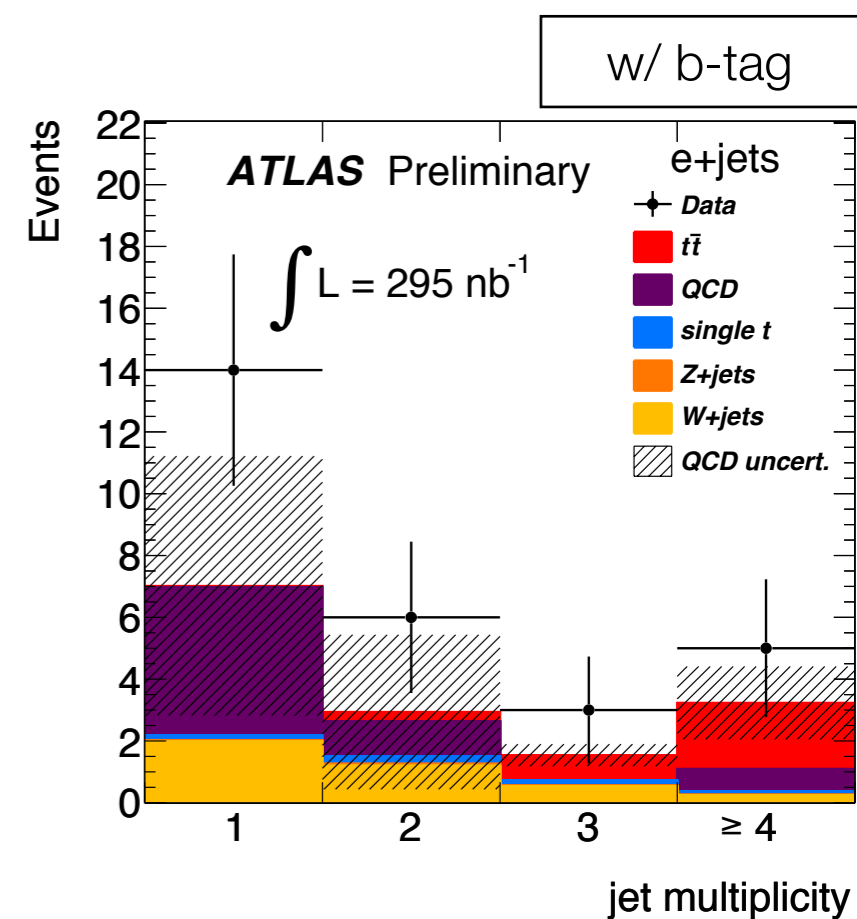 w/ b-tag
Events
22
20
18
16
14
12
10
8
6
4
2
0
ATLAS Preliminary
∫ L = 295 nb⁻¹
e+jets
Data
tt̄
QCD
single t
Z+jets
W+jets
QCD uncert.
1 2 3 ≥ 4
jet multiplicity